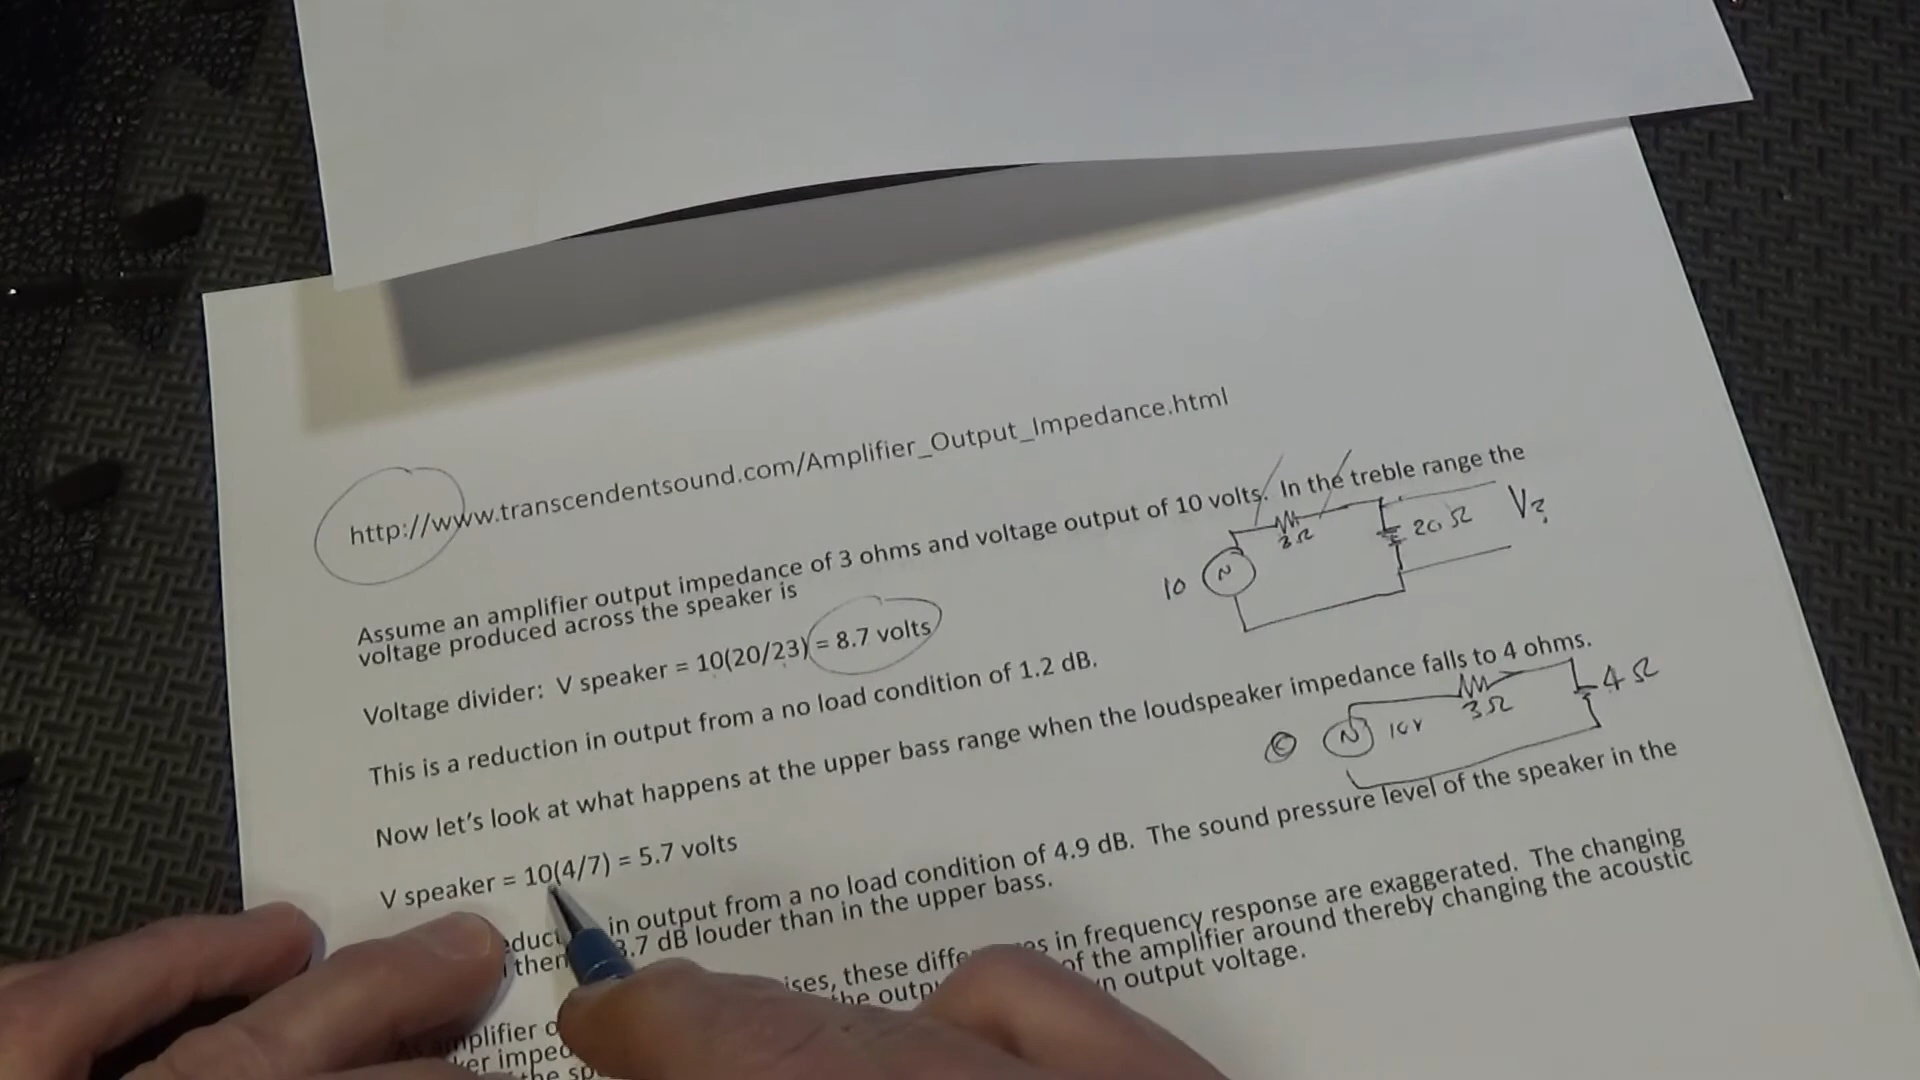 http://www.transcendentsound.com/Amplifier_Output_Impedance.html
Assume an amplifier output impedance of 3 ohms and voltage output of 10 volts. In the treble range the
voltage produced across the speaker is
10 N 3Ω 20Ω V?
Voltage divider: V speaker = 10(20/23) = 8.7 volts
This is a reduction in output from a no load condition of 1.2 dB.
Now let's look at what happens at the upper bass range when the loudspeaker impedance falls to 4 ohms.
N 10v 3Ω 4Ω
V speaker = 10(4/7) = 5.7 volts
in output from a no load condition of 4.9 dB. The sound pressure level of the speaker in the
then 3.7 dB louder than in the upper bass.
these in frequency response are exaggerated. The changing
the of the amplifier around thereby changing the acoustic
output voltage.